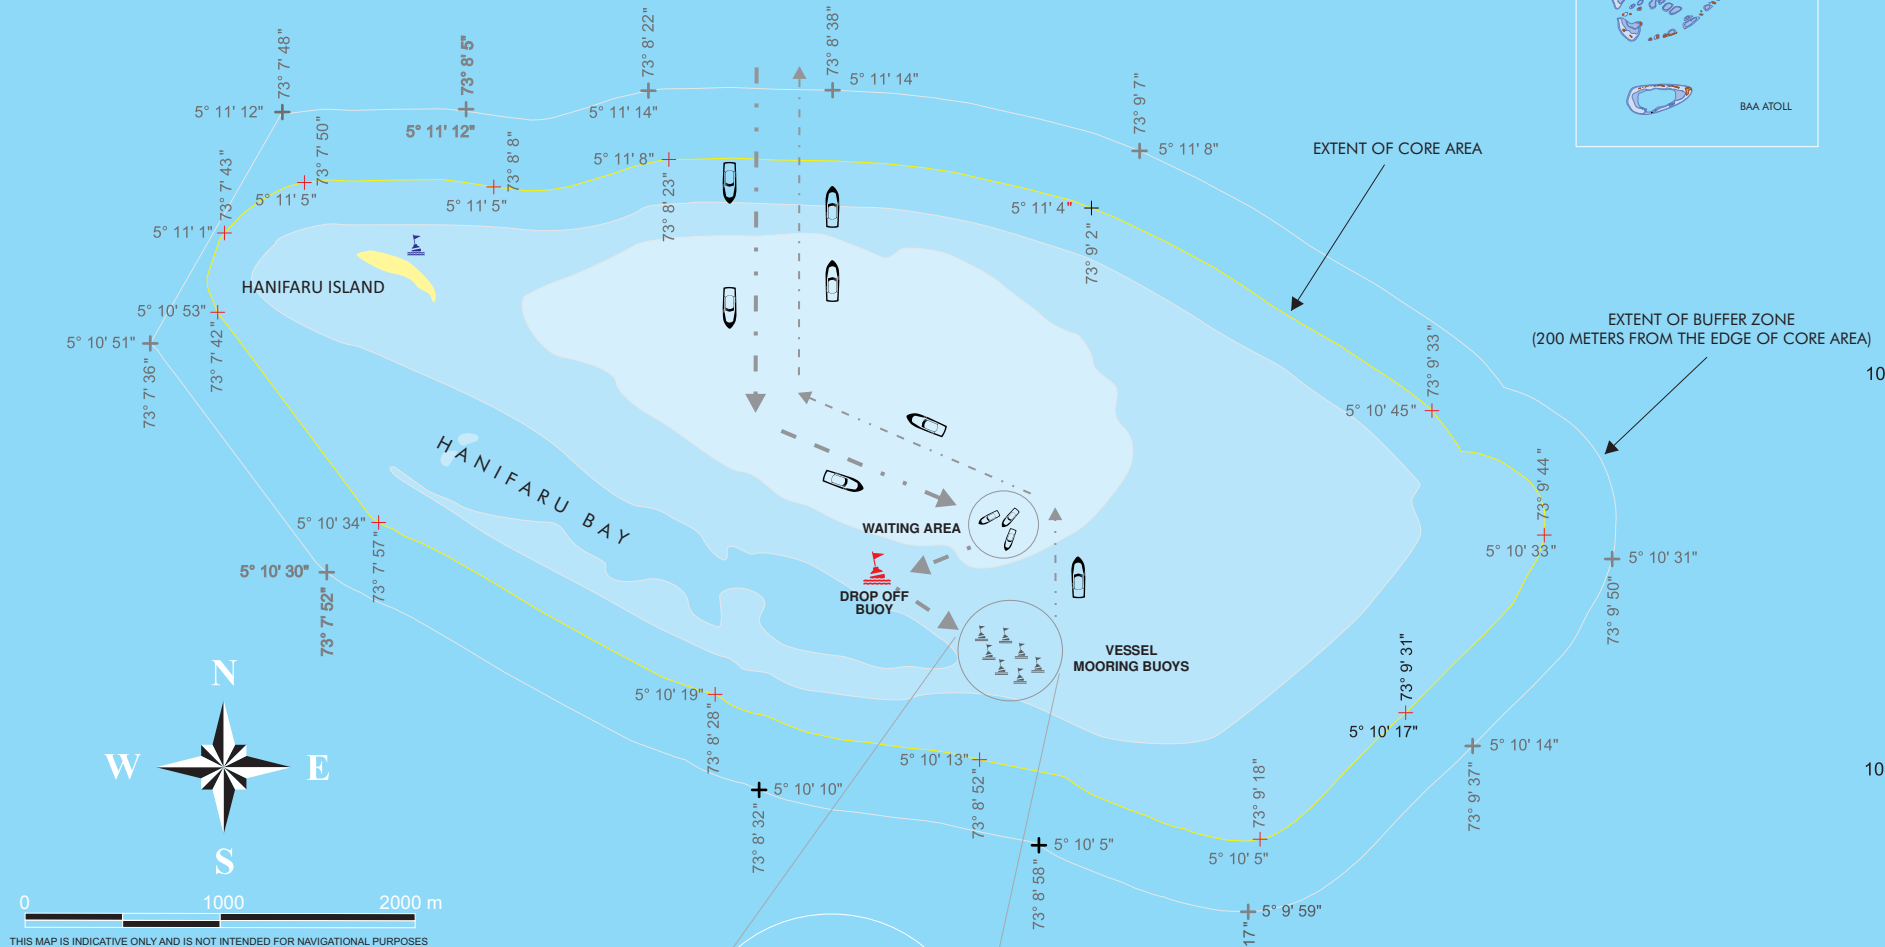 73° 7' 48"
73° 8' 5"
73° 8' 22"
73° 8' 38"
5° 11' 14"
73° 9' 7"
BAA ATOLL
5° 11' 12"
5° 11' 12"
5° 11' 14"
5° 11' 8"
EXTENT OF CORE AREA
73° 7' 50"
73° 8' 8"
5° 11' 8"
73° 7' 43"
5° 11' 5"
5° 11' 5"
73° 8' 23"
5° 11' 4"
73° 9' 2"
5° 11' 1"
HANIFARU ISLAND
5° 10' 53"
73° 7' 42"
5° 10' 51"
73° 7' 36"
EXTENT OF BUFFER ZONE
(200 METERS FROM THE EDGE OF CORE AREA)
10
73° 9' 33"
5° 10' 45"
HANIFARU BAY
73° 9' 44"
5° 10' 33"
5° 10' 31"
73° 9' 50"
5° 10' 34"
73° 7' 57"
WAITING AREA
5° 10' 30"
73° 7' 52"
DROP OFF
BUOY
VESSEL
MOORING BUOYS
73° 9' 31"
5° 10' 17"
5° 10' 19"
73° 8' 28"
5° 10' 14"
73° 9' 37"
N
W
E
S
5° 10' 13"
73° 8' 52"
73° 9' 18"
5° 10' 5"
10
5° 10' 10"
73° 8' 32"
5° 10' 5"
73° 8' 58"
5° 9' 59"
17"
0 1000 2000 m
THIS MAP IS INDICATIVE ONLY AND IS NOT INTENDED FOR NAVIGATIONAL PURPOSES